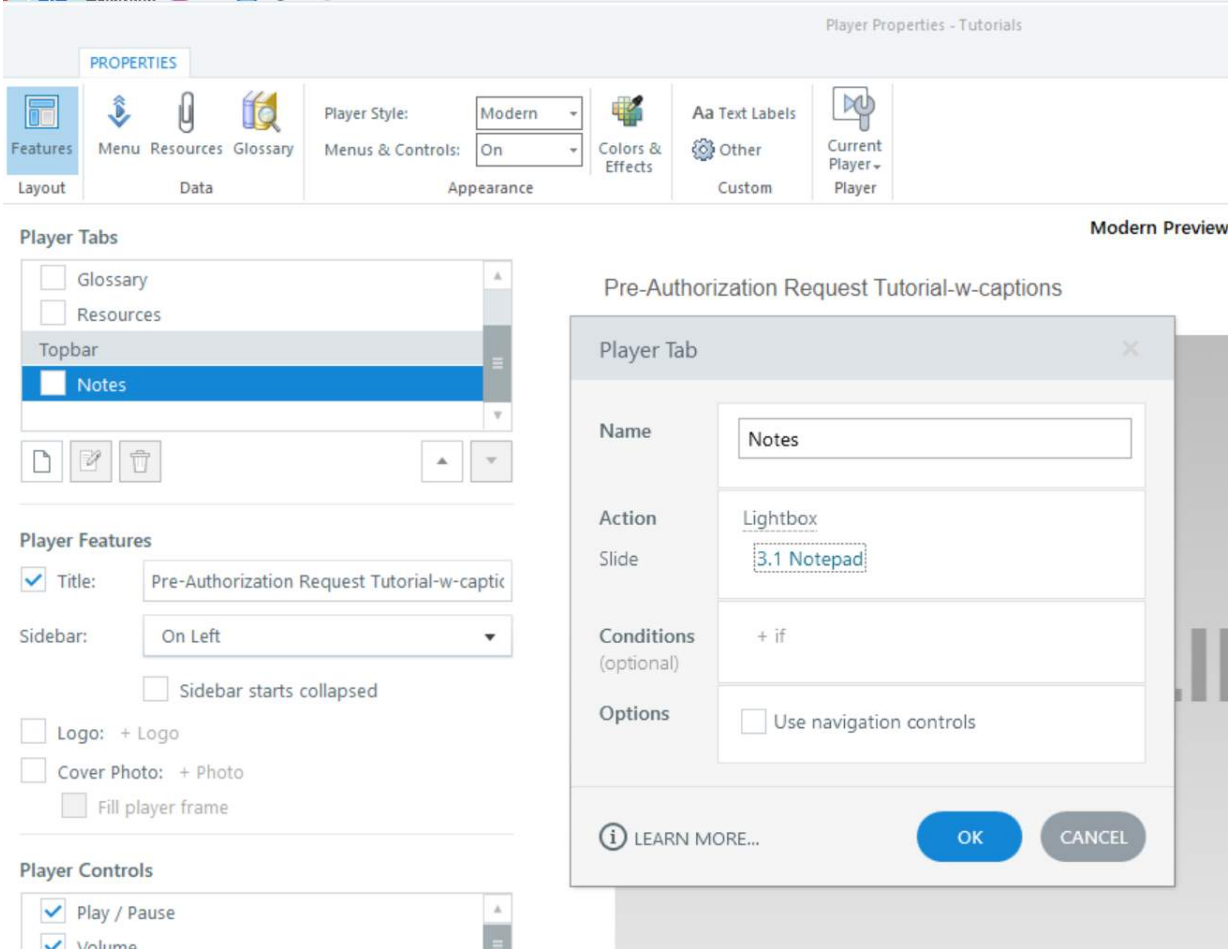 Player Properties - Tutorials
PROPERTIES
Features
Menu
Resources
Glossary
Player Style:
Modern
Menus & Controls:
On
Colors &
Effects
Aa Text Labels
Other
Current
Player
Layout
Data
Appearance
Custom
Player
Player Tabs
Glossary
Resources
Topbar
Notes
Player Features
Title:
Pre-Authorization Request Tutorial-w-captic
Sidebar:
On Left
Sidebar starts collapsed
Logo: + Logo
Cover Photo: + Photo
Fill player frame
Player Controls
Play / Pause
Volume
Modern Preview
Pre-Authorization Request Tutorial-w-captions
Player Tab
Name
Notes
Action
Lightbox
Slide
3.1 Notepad
Conditions
(optional)
+ if
Options
Use navigation controls
LEARN MORE...
OK
CANCEL